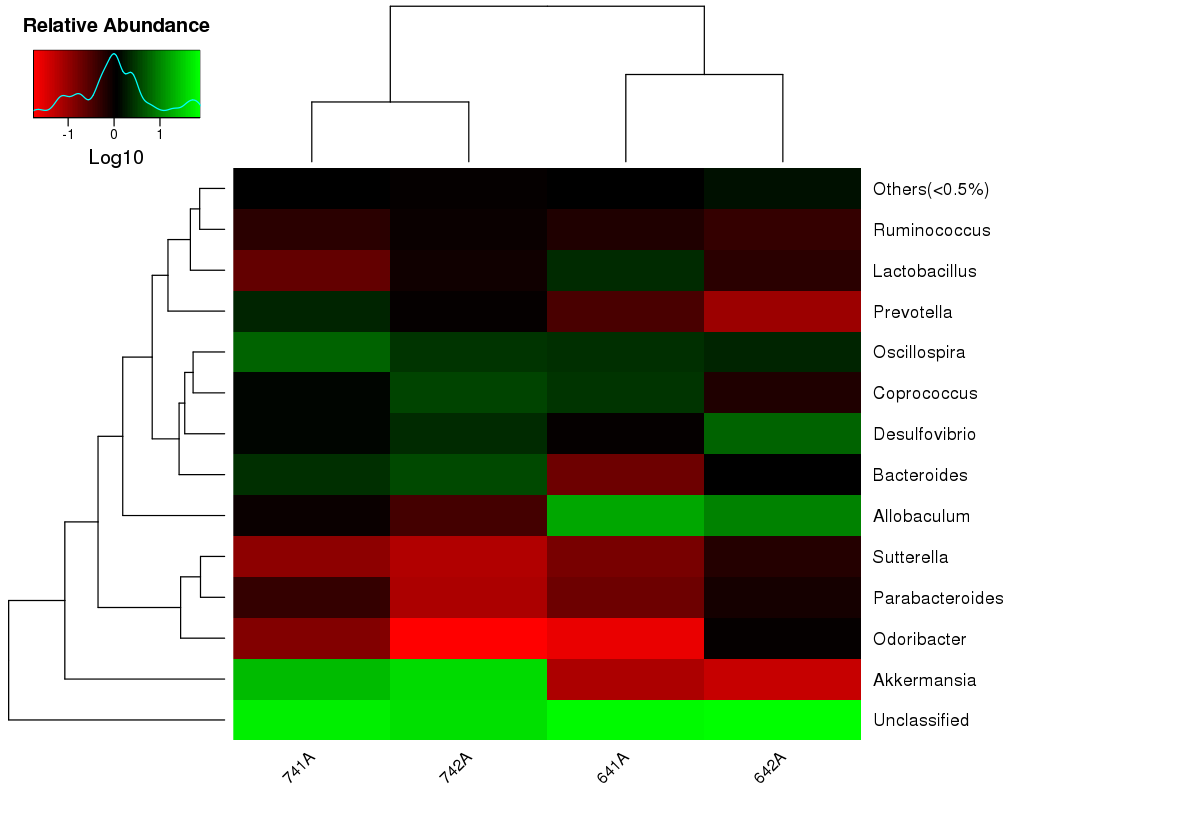 Relative Abundance
-1 0 1
Log10
Others(<0.5%)
Ruminococcus
Lactobacillus
Prevotella
Oscillospira
Coprococcus
Desulfovibrio
Bacteroides
Allobaculum
Sutterella
Parabacteroides
Odoribacter
Akkermansia
Unclassified
741A 742A 641A 642A